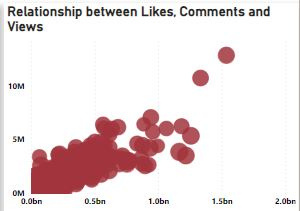 Relationship between Likes, Comments and
Views
10M
5M
0M
0.0bn 0.5bn 1.0bn 1.5bn 2.0bn